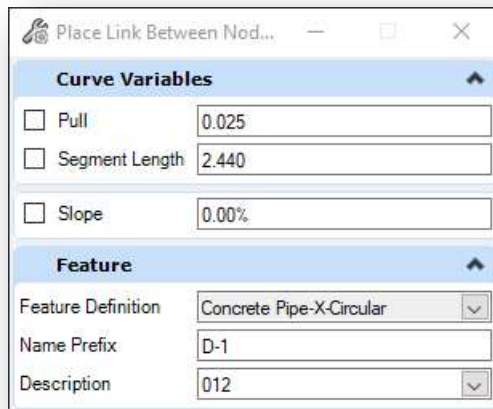 Place Link Between Nod...
Curve Variables
Pull 0.025
Segment Length 2.440
Slope 0.00%
Feature
Feature Definition Concrete Pipe-X-Circular
Name Prefix D-1
Description 012